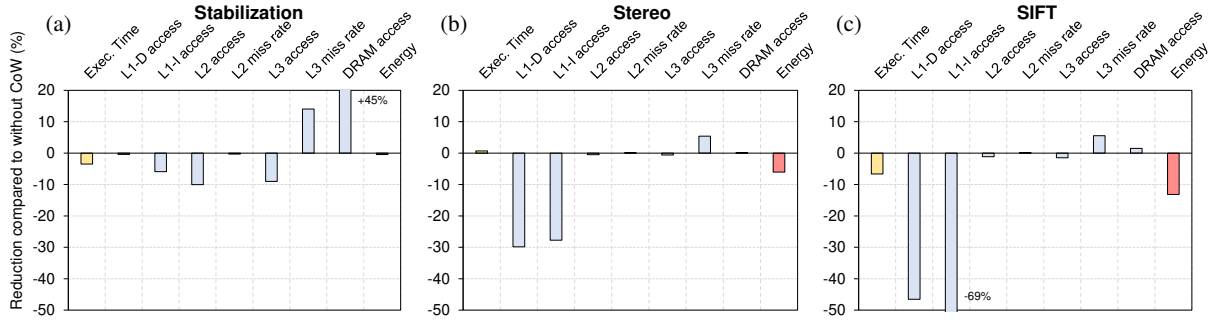 (a)
Stabilization
Exec. Time
L1-D access
L1-I access
L2 access
L2 miss rate
L3 access
L3 miss rate
DRAM access
Energy
Reduction compared to without CoW (%)
20
10
0
-10
-20
-30
-40
-50
+45%
(b)
Stereo
Exec. Time
L1-D access
L1-I access
L2 access
L2 miss rate
L3 access
L3 miss rate
DRAM access
Energy
20
10
0
-10
-20
-30
-40
-50
(c)
SIFT
Exec. Time
L1-D access
L1-I access
L2 access
L2 miss rate
L3 access
L3 miss rate
DRAM access
Energy
20
10
0
-10
-20
-30
-40
-50
-69%